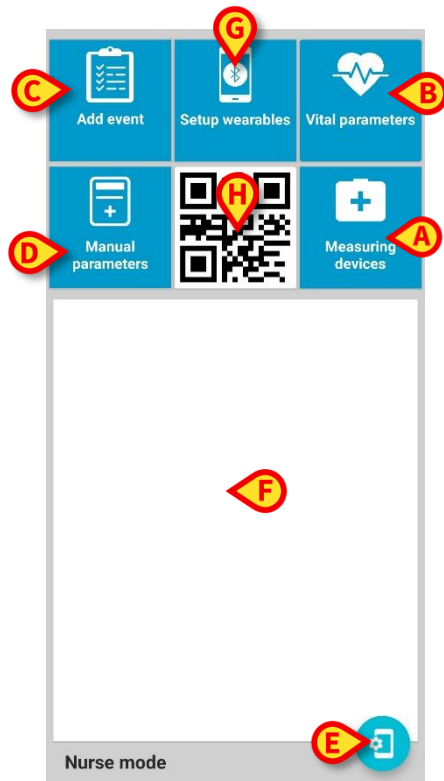 G
C
B
Add event
Setup wearables
Vital parameters
D
H
A
Manual
parameters
Measuring
devices
F
E
Nurse mode